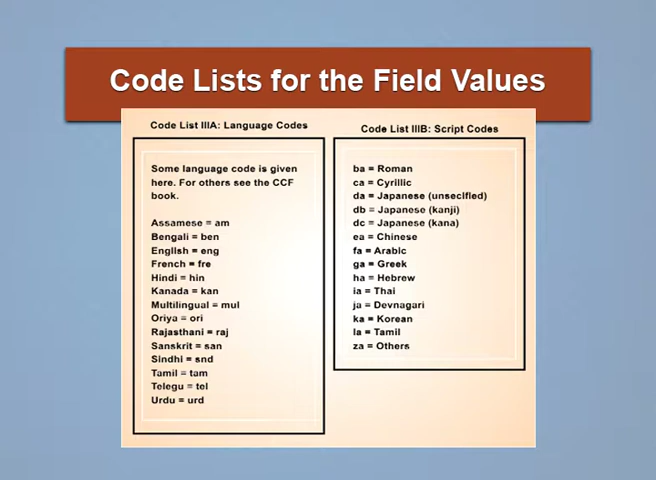 Code Lists for the Field Values
Code List IIIA: Language Codes
Some language code is given
here. For others see the CCF
book.
Assamese = am
Bengali = ben
English = eng
French = fre
Hindi = hin
Kanada = kan
Multilingual = mul
Oriya = ori
Rajasthani = raj
Sanskrit = san
Sindhi = snd
Tamil = tam
Telegu = tel
Urdu = urd
Code List IIIB: Script Codes
ba = Roman
ca = Cyrillic
da = Japanese (unsecified)
db = Japanese (kanji)
dc = Japanese (kana)
ea = Chinese
fa = Arabic
ga = Greek
ha = Hebrew
ia = Thai
ja = Devnagari
ka = Korean
la = Tamil
za = Others